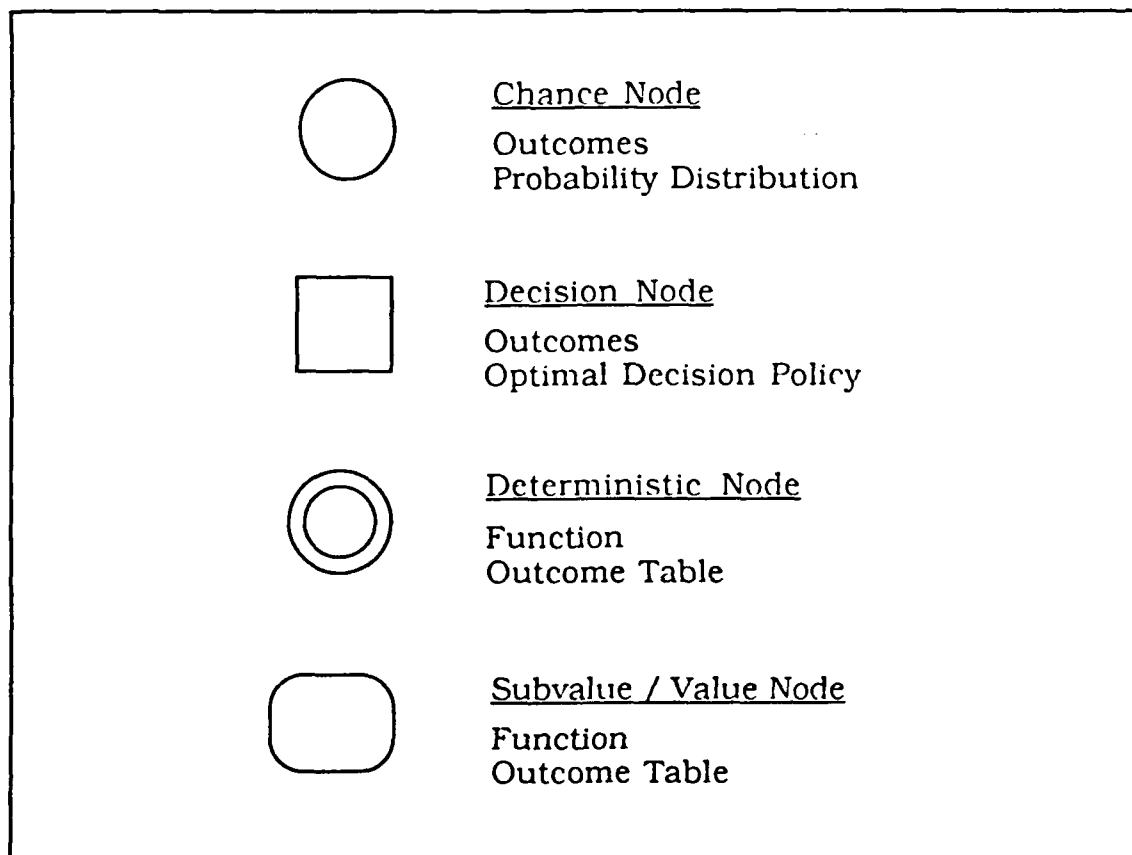 Chance Node
Outcomes
Probability Distribution
Decision Node
Outcomes
Optimal Decision Policy
Deterministic Node
Function
Outcome Table
Subvalue / Value Node
Function
Outcome Table